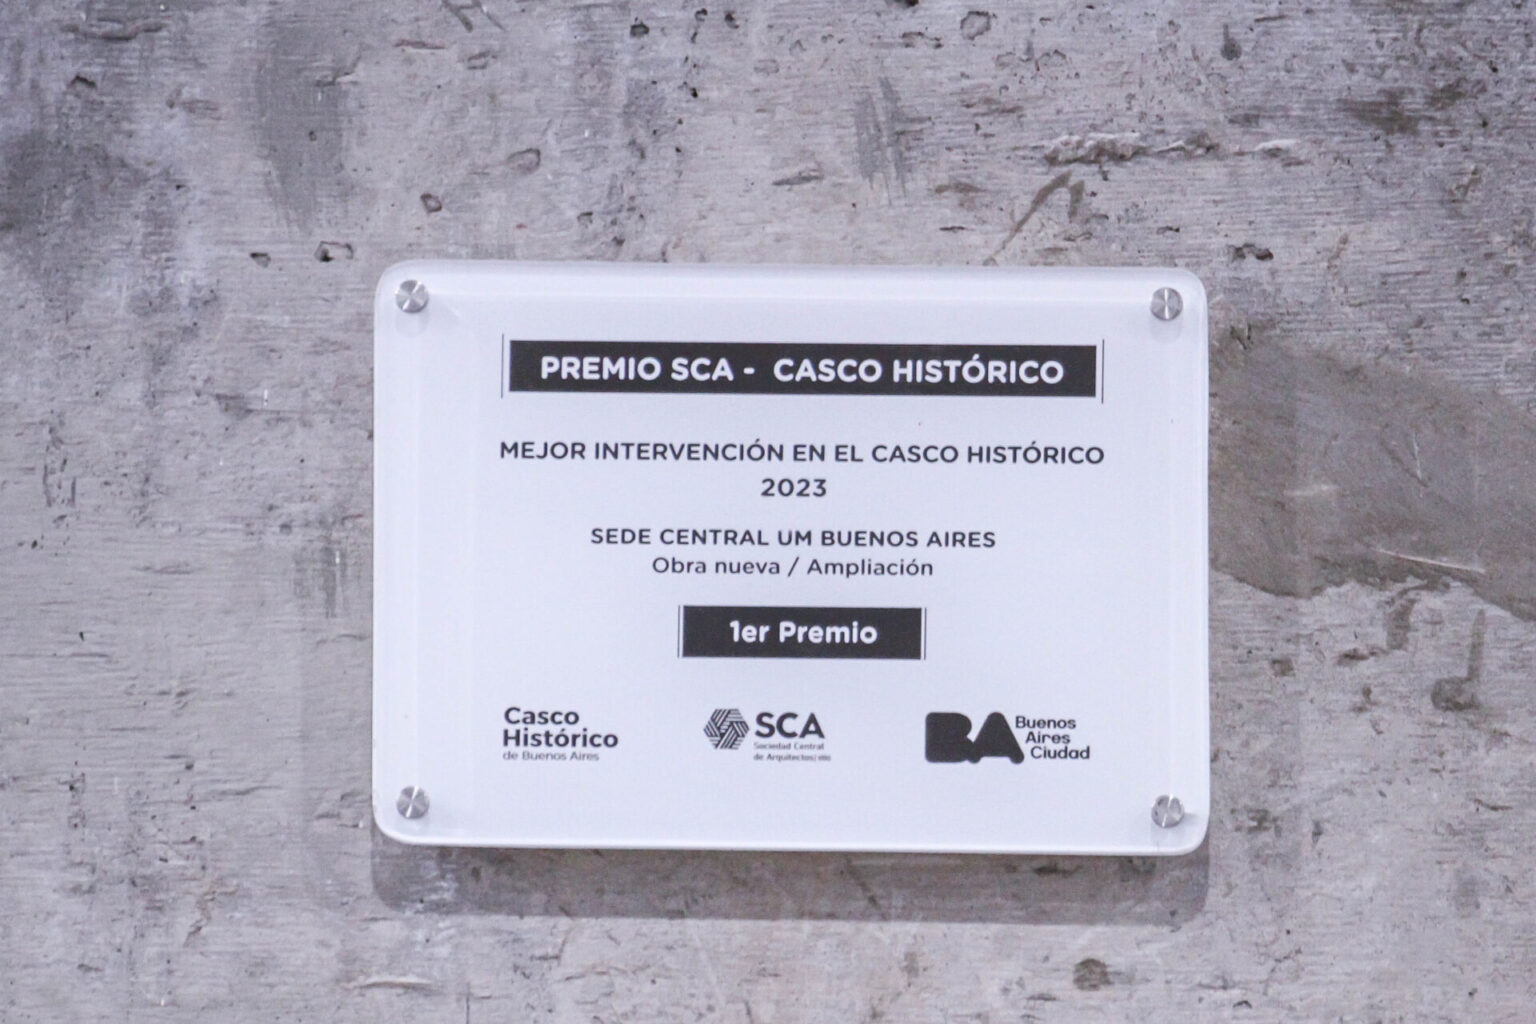 PREMIO SCA - CASCO HISTÓRICO
MEJOR INTERVENCIÓN EN EL CASCO HISTÓRICO
2023
SEDE CENTRAL UM BUENOS AIRES
Obra nueva / Ampliación
1er Premio
Casco
Histórico
de Buenos Aires
SCA
Sociedad Central
de Arquitectos
BA
Buenos
Aires
Ciudad